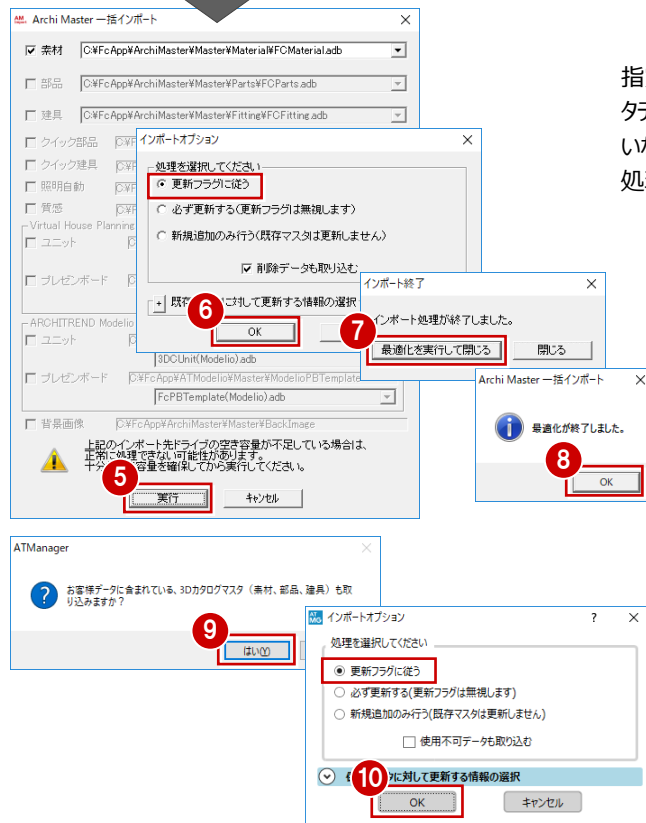 Archi Master 一括インポート
素材 C:¥FcApp¥ArchiMaster¥Master¥Material¥FCMaterial.adb
部品 C:¥FcApp¥ArchiMaster¥Master¥Parts¥FCParts.adb
建具 C:¥FcApp¥ArchiMaster¥Master¥Fitting¥FCFitting.adb
クイック部品
クイック建具
照明自動
質感
Virtual House Planning
ユニット
プレゼンボード
ARCHITREND Modelio
ユニット
3DCUnit(Modelio).adb
プレゼンボード C:¥FcApp¥ATModelio¥Master¥ModelioPBTemplate
FcPBTemplate(Modelio).adb
背景画像 C:¥FcApp¥ArchiMaster¥Master¥BackImage
上記のインポート先ドライブの空き容量が不足している場合は、
正常に処理できない可能性があります。
十分 容量を確保してから実行してください。
5
実行 キャンセル
インポートオプション
処理を選択してください
更新フラグに従う
必ず更新する(更新フラグは無視します)
新規追加のみ行う(既存マスタは更新しません)
削除データも取り込む
+ 既存 に対して更新する情報の選択
6
OK
インポート終了
インポート処理が終了しました。
7
最適化を実行して閉じる 閉じる
Archi Master 一括インポート
最適化が終了しました。
8
OK
指
タデ
いか
処理
ATManager
お客様データに含まれている、3Dカタログマスタ（素材、部品、建具）も取
り込みますか？
9
はい(Y)
インポートオプション ?
処理を選択してください
更新フラグに従う
必ず更新する(更新フラグは無視します)
新規追加のみ行う(既存マスタは更新しません)
使用不可データも取り込む
に対して更新する情報の選択
10
OK キャンセル